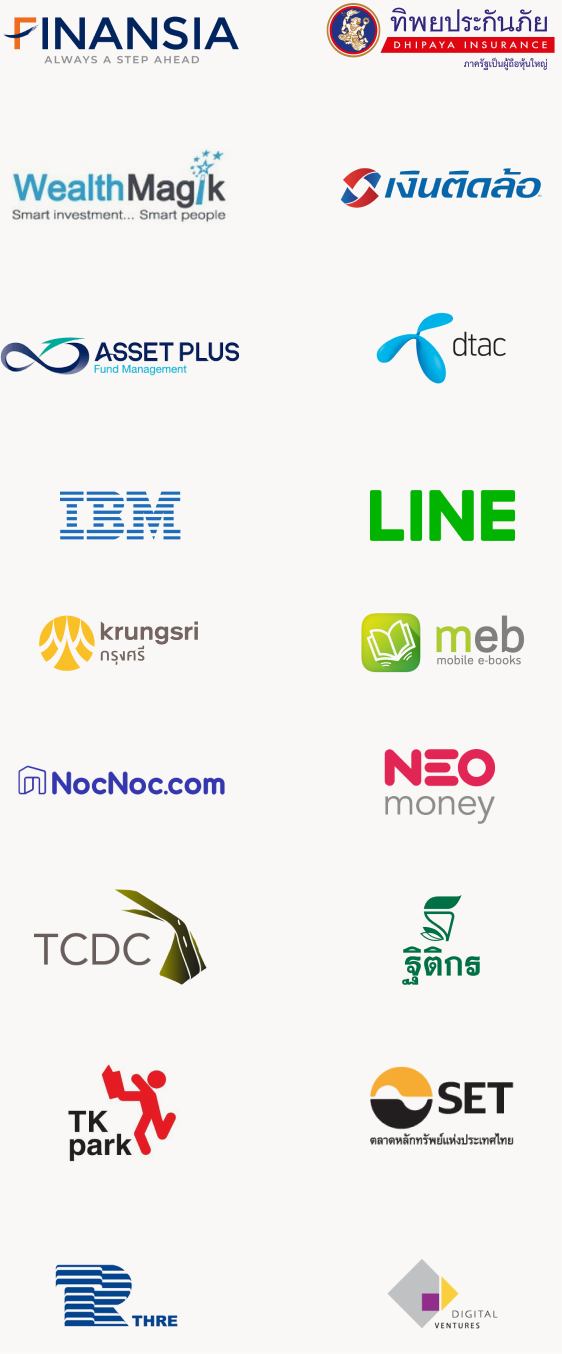 FINANSIA
ALWAYS A STEP AHEAD
ทิพยประกันภัย
DHIPAYA INSURANCE
ภาครัฐเป็นผู้ถือหุ้นใหญ่
WealthMagik
Smart investment... Smart people
เงินติดล้อ
ASSET PLUS
Fund Management
dtac
IBM
LINE
krungsri
กรุงศรี
meb
mobile e-books
NocNoc.com
NEO
money
TCDC
ฐิติกร
TK
park
SET
ตลาดหลักทรัพย์แห่งประเทศไทย
THRE
DIGITAL
VENTURES